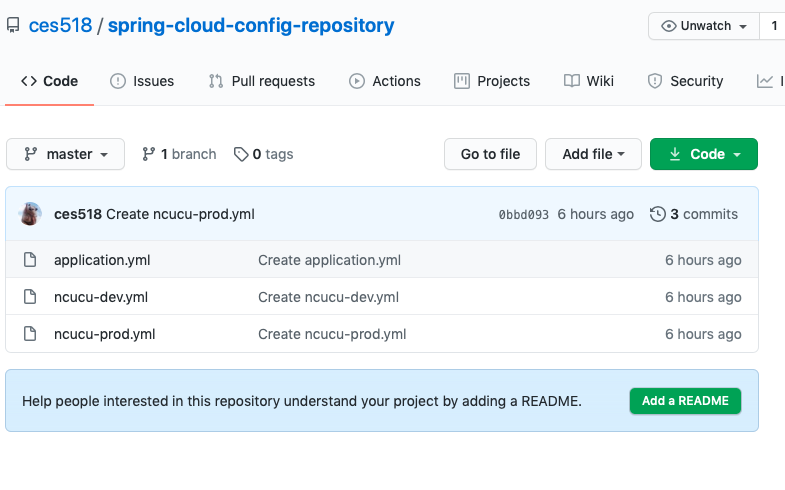 ces518 / spring-cloud-config-repository Unwatch 1
Code Issues Pull requests Actions Projects Wiki Security
master 1 branch 0 tags Go to file Add file Code
ces518 Create ncucu-prod.yml 0bbd093 6 hours ago 3 commits
application.yml Create application.yml 6 hours ago
ncucu-dev.yml Create ncucu-dev.yml 6 hours ago
ncucu-prod.yml Create ncucu-prod.yml 6 hours ago
Help people interested in this repository understand your project by adding a README. Add a README